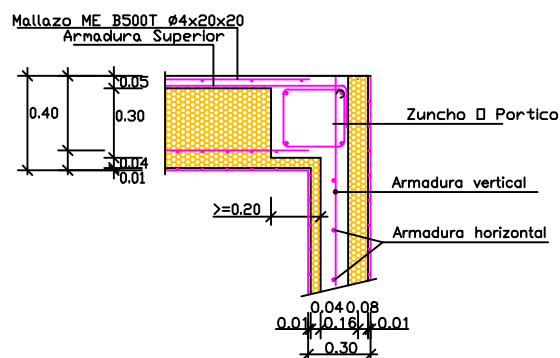 Mallazo ME B500T Ø4x20x20
Armadura Superior
0.05
0.40
0.30
Zuncho □ Portico
0.04
0.01
Armadura vertical
>=0.20
Armadura horizontal
0.04 0.08
0.01 0.16 0.01
0.30